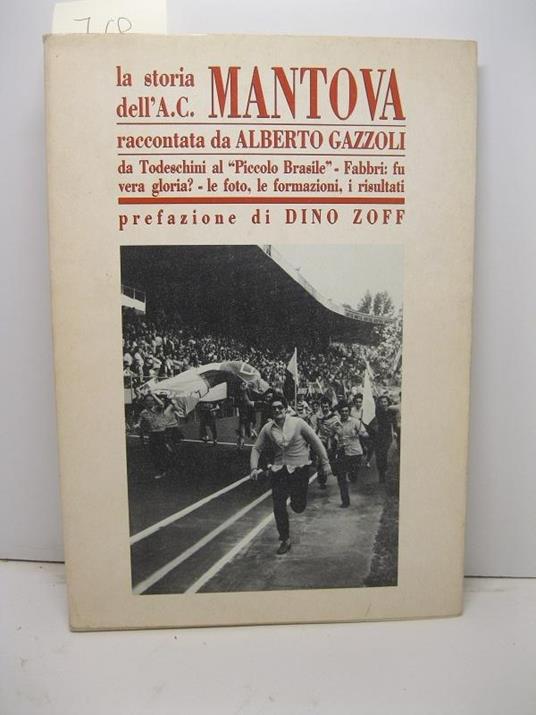 la storia
dell'A.C. MANTOVA
raccontata da ALBERTO GAZZOLI
da Todeschini al "Piccolo Brasile" - Fabbri: fu
vera gloria? - le foto, le formazioni, i risultati
prefazione di DINO ZOFF